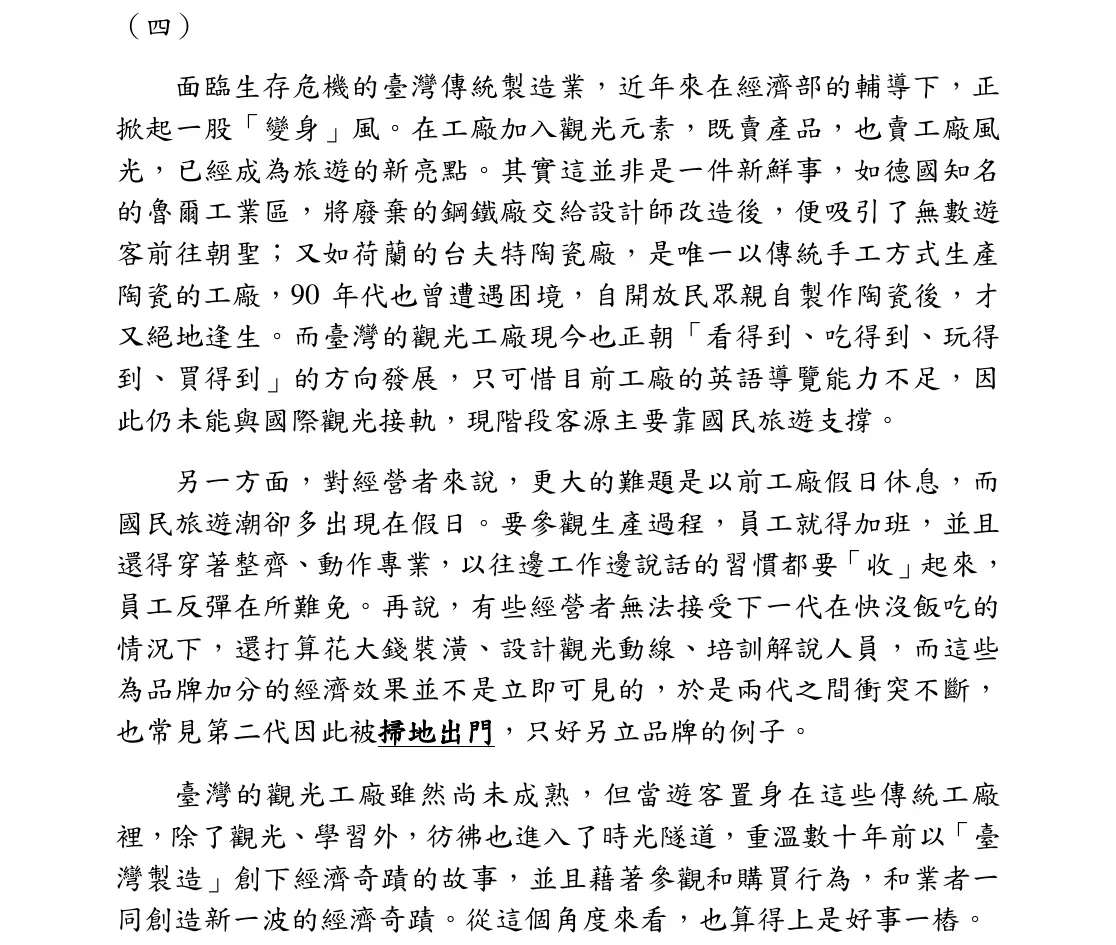 （四）
面臨生存危機的臺灣傳統製造業，近年來在經濟部的輔導下，正
掀起一股「變身」風。在工廠加入觀光元素，既賣產品，也賣工廠風
光，已經成為旅遊的新亮點。其實這並非是一件新鮮事，如德國知名
的魯爾工業區，將廢棄的鋼鐵廠交給設計師改造後，便吸引了無數遊
客前往朝聖；又如荷蘭的台夫特陶瓷廠，是唯一以傳統手工方式生產
陶瓷的工廠，90 年代也曾遭遇困境，自開放民眾親自製作陶瓷後，才
又絕地逢生。而臺灣的觀光工廠現今也正朝「看得到、吃得到、玩得
到、買得到」的方向發展，只可惜目前工廠的英語導覽能力不足，因
此仍未能與國際觀光接軌，現階段客源主要靠國民旅遊支撐。
另一方面，對經營者來說，更大的難題是以前工廠假日休息，而
國民旅遊潮卻多出現在假日。要參觀生產過程，員工就得加班，並且
還得穿著整齊、動作專業，以往邊工作邊說話的習慣都要「收」起來，
員工反彈在所難免。再說，有些經營者無法接受下一代在快沒飯吃的
情況下，還打算花大錢裝潢、設計觀光動線、培訓解說人員，而這些
為品牌加分的經濟效果並不是立即可見的，於是兩代之間衝突不斷，
也常見第二代因此被掃地出門，只好另立品牌的例子。
臺灣的觀光工廠雖然尚未成熟，但當遊客置身在這些傳統工廠
裡，除了觀光、學習外，彷彿也進入了時光隧道，重溫數十年前以「臺
灣製造」創下經濟奇蹟的故事，並且藉著參觀和購買行為，和業者一
同創造新一波的經濟奇蹟。從這個角度來看，也算得上是好事一樁。